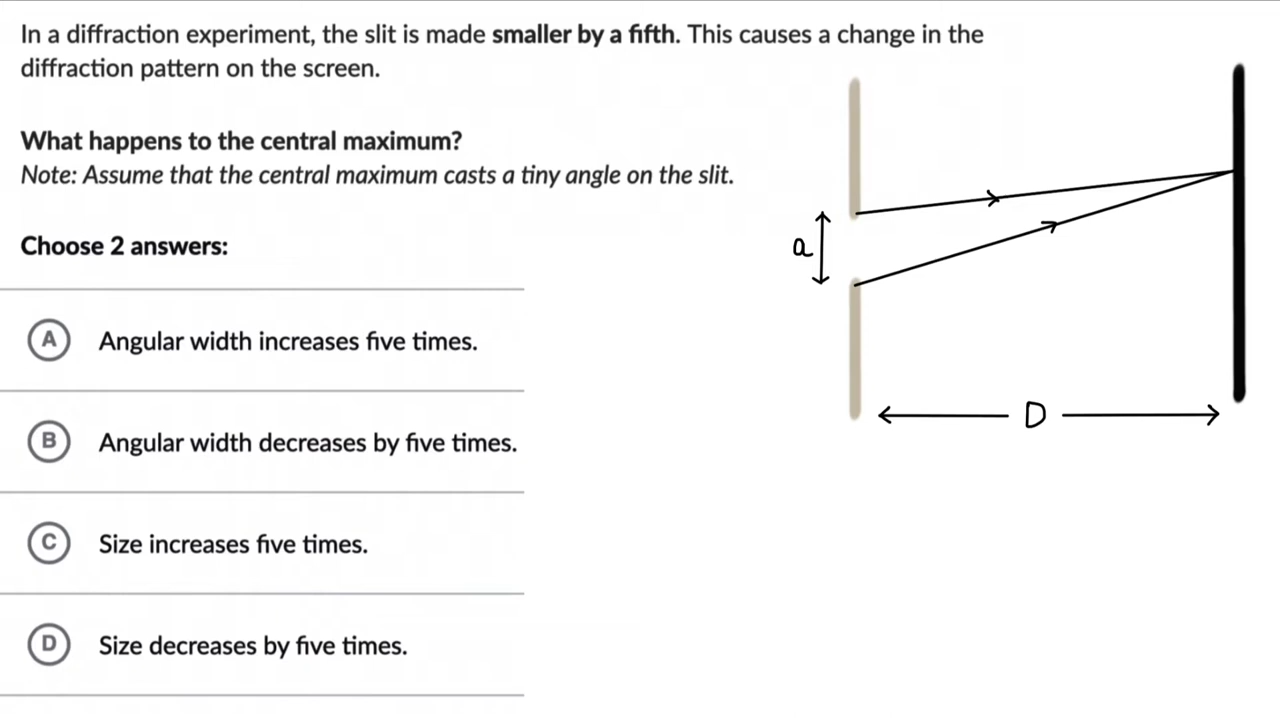 In a diffraction experiment, the slit is made smaller by a fifth. This causes a change in the
diffraction pattern on the screen.
What happens to the central maximum?
Note: Assume that the central maximum casts a tiny angle on the slit.
Choose 2 answers:
A Angular width increases five times.
B Angular width decreases by five times.
C Size increases five times.
D Size decreases by five times.
a
D